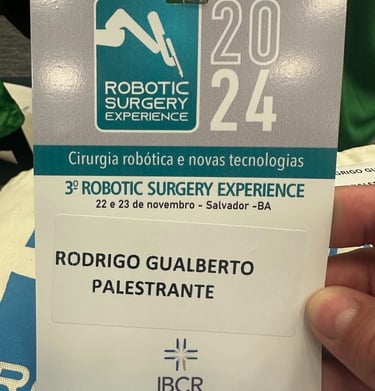 20
24
ROBOTIC
SURGERY
EXPERIENCE
Cirurgia robótica e novas tecnologias
3º ROBOTIC SURGERY EXPERIENCE
22 e 23 de novembro - Salvador -BA
RODRIGO GUALBERTO
PALESTRANTE
IBCR